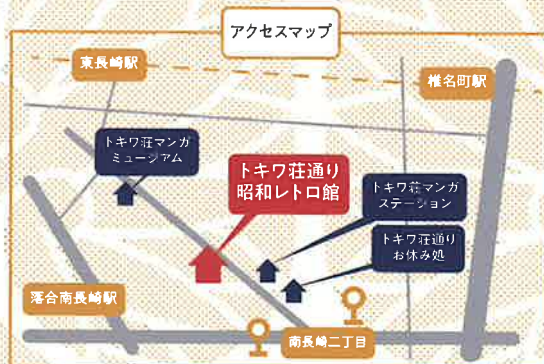 アクセスマップ
東長崎駅
椎名町駅
トキワ荘マンガ
ミュージアム
トキワ荘通り
昭和レトロ館
トキワ荘マンガ
ステーション
トキワ荘通り
お休み処
落合南長崎駅
南長崎二丁目